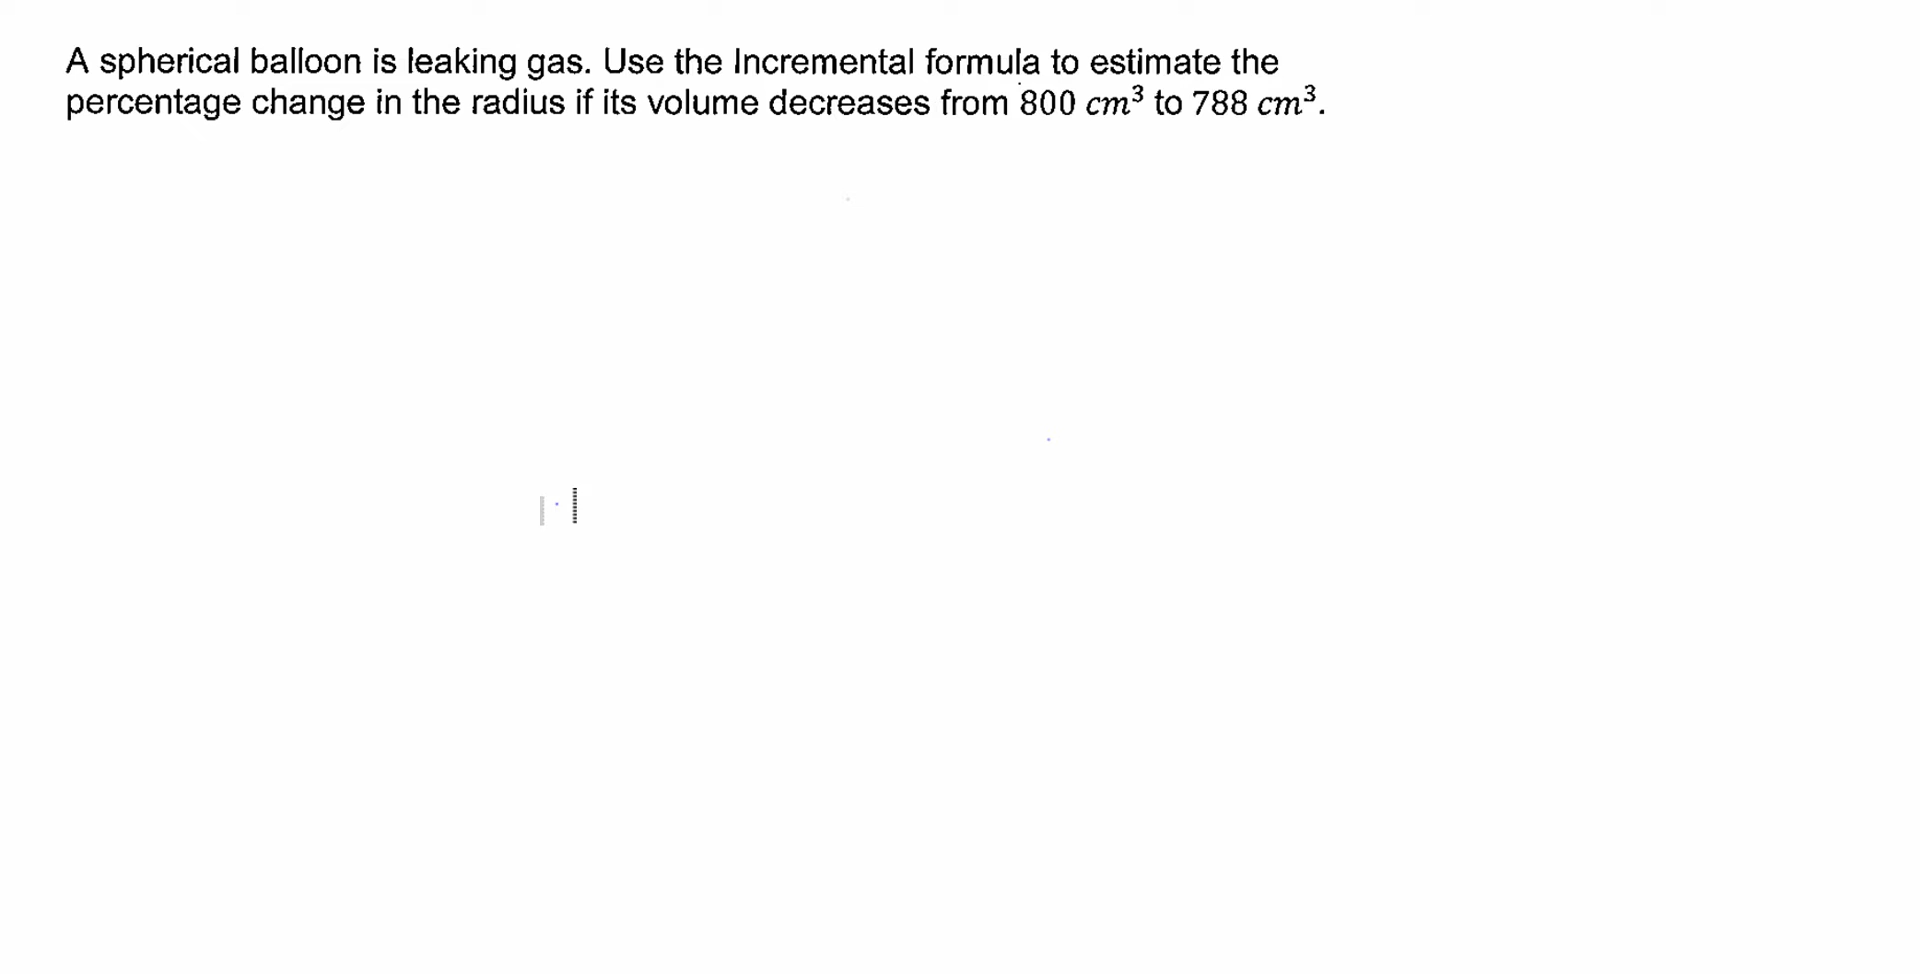 A spherical balloon is leaking gas. Use the Incremental formula to estimate the
percentage change in the radius if its volume decreases from 800 cm³ to 788 cm³.